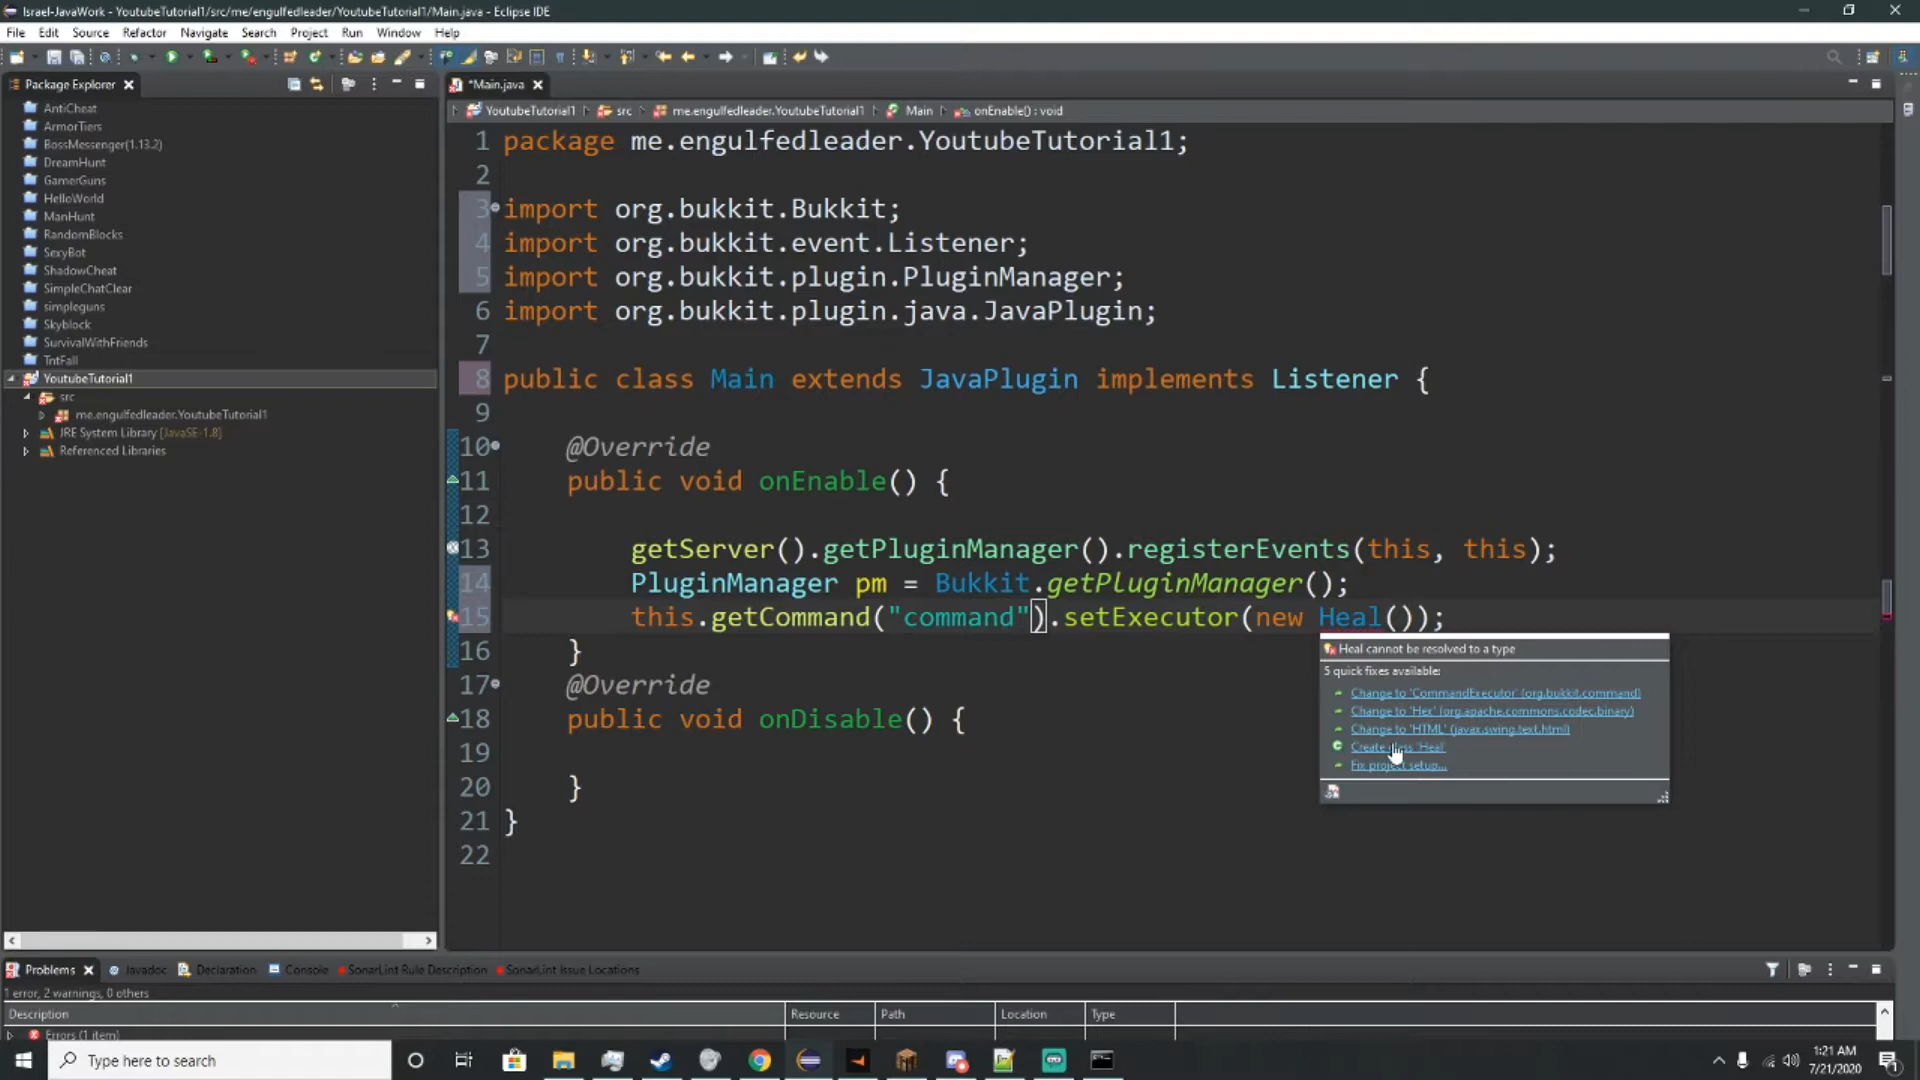 Israel-JavaWork - YoutubeTutorial1/src/me/engulfedleader/YoutubeTutorial1/Main.java - Eclipse IDE
File Edit Source Refactor Navigate Search Project Run Window Help
Package Explorer
*Main.java
AntiCheat
ArmorTiers
BossMessenger(1.13.2)
DreamHunt
GamerGuns
HelloWorld
ManHunt
RandomBlocks
SexyBot
ShadowCheat
SimpleChatClear
simpleguns
Skyblock
SurvivalWithFriends
TntFall
YoutubeTutorial1
src
me.engulfedleader.YoutubeTutorial1
JRE System Library [JavaSE-1.8]
Referenced Libraries
YoutubeTutorial1 src me.engulfedleader.YoutubeTutorial1 Main onEnable() : void
1 package me.engulfedleader.YoutubeTutorial1;
2
3 import org.bukkit.Bukkit;
4 import org.bukkit.event.Listener;
5 import org.bukkit.plugin.PluginManager;
6 import org.bukkit.plugin.java.JavaPlugin;
7
8 public class Main extends JavaPlugin implements Listener {
9
10 @Override
11 public void onEnable() {
12
13 getServer().getPluginManager().registerEvents(this, this);
14 PluginManager pm = Bukkit.getPluginManager();
15 this.getCommand("command").setExecutor(new Heal());
16 }
17 @Override
18 public void onDisable() {
19
20 }
21 }
22
Heal cannot be resolved to a type
5 quick fixes available:
Change to 'CommandExecutor' (org.bukkit.command)
Change to 'Hex' (org.apache.commons.codec.binary)
Change to 'HTML' (javax.swing.text.html)
Create class 'Heal'
Fix project setup...
Problems Javadoc Declaration Console SonarLint Rule Description SonarLint Issue Locations
1 error, 2 warnings, 0 others
Description Resource Path Location Type
Errors (1 item)
Type here to search
1:21 AM
7/21/2020